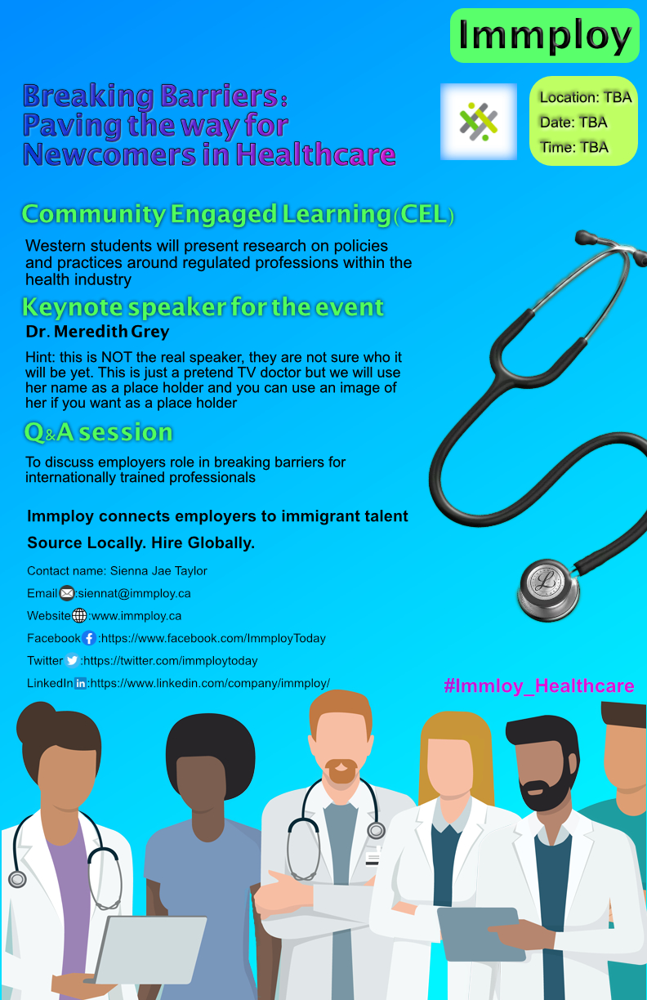 Immploy
Breaking Barriers:
Paving the way for
Newcomers in Healthcare
Location: TBA
Date: TBA
Time: TBA
Community Engaged Learning(CEL)
Western students will present research on policies
and practices around regulated professions within the
health industry
Keynote speaker for the event
Dr. Meredith Grey
Hint: this is NOT the real speaker, they are not sure who it
will be yet. This is just a pretend TV doctor but we will use
her name as a place holder and you can use an image of
her if you want as a place holder
Q&A session
To discuss employers role in breaking barriers for
internationally trained professionals
Immploy connects employers to immigrant talent
Source Locally. Hire Globally.
Contact name: Sienna Jae Taylor
Email :siennat@immploy.ca
Website :www.immploy.ca
Facebook :https://www.facebook.com/ImmployToday
Twitter :https://twitter.com/immploytoday
LinkedIn :https://www.linkedin.com/company/immploy/
#Immloy_Healthcare